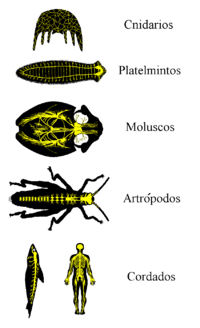 Cnidarios
Platelmintos
Moluscos
Artrópodos
Cordados